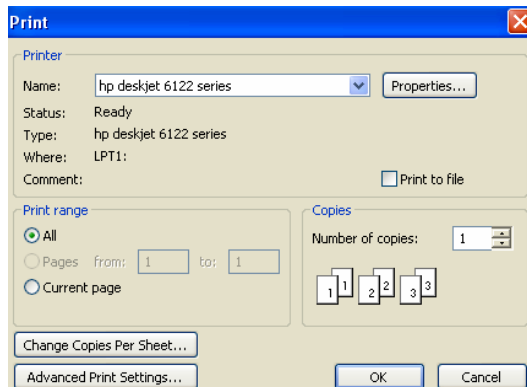 Print
Printer
Name: hp deskjet 6122 series Properties...
Status: Ready
Type: hp deskjet 6122 series
Where: LPT1:
Comment: Print to file
Print range
All
Pages from: 1 to: 1
Current page
Copies
Number of copies: 1
1 1 2 2 3 3
Change Copies Per Sheet...
Advanced Print Settings... OK Cancel